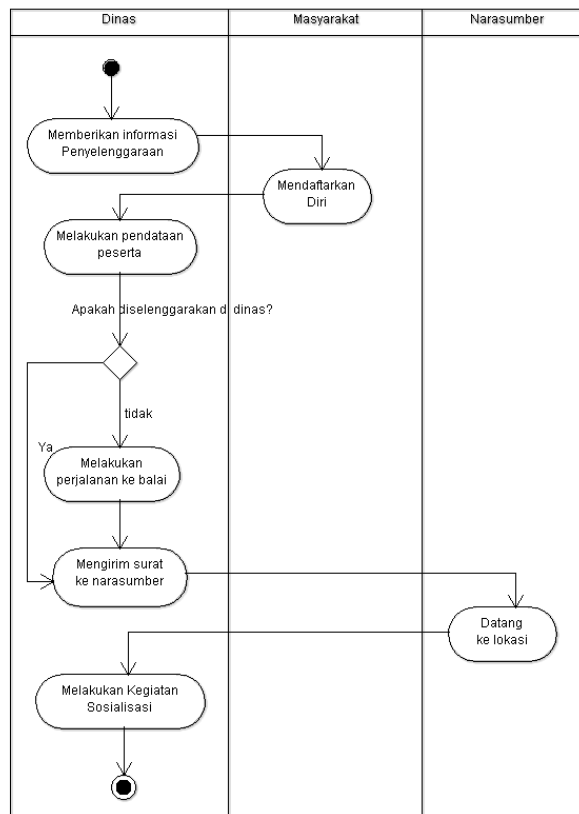 Dinas
Masyarakat
Narasumber
Memberikan informasi
Penyelenggaraan
Mendaftarkan
Diri
Melakukan pendataan
peserta
Apakah diselenggarakan di dinas?
tidak
Ya
Melakukan
perjalanan ke balai
Mengirim surat
ke narasumber
Datang
ke lokasi
Melakukan Kegiatan
Sosialisasi